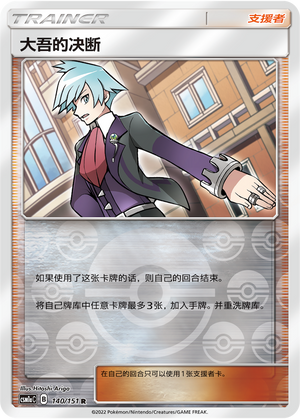 TRAINER
支援者
大吾的决断
如果使用了这张卡牌的话，则自己的回合结束。
将自己牌库中任意卡牌最多3张，加入手牌。并重洗牌库。
Illus.Hitoshi Ariga
在自己的回合只可以使用1张支援者卡。
csm1aC D 140/151 R
©2022 Pokémon/Nintendo/Creatures/GAME FREAK.